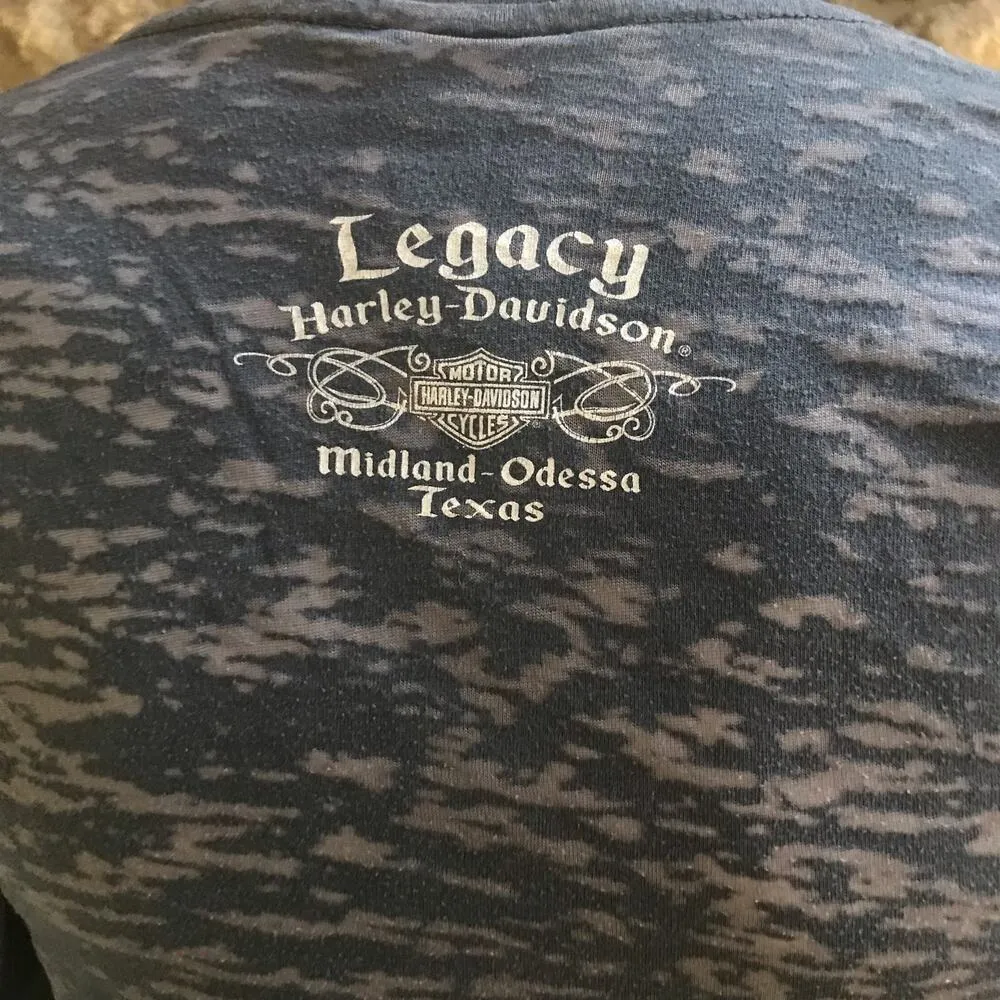 Legacy
Harley-Davidson®
MOTOR
HARLEY-DAVIDSON
CYCLES
Midland-Odessa
Texas